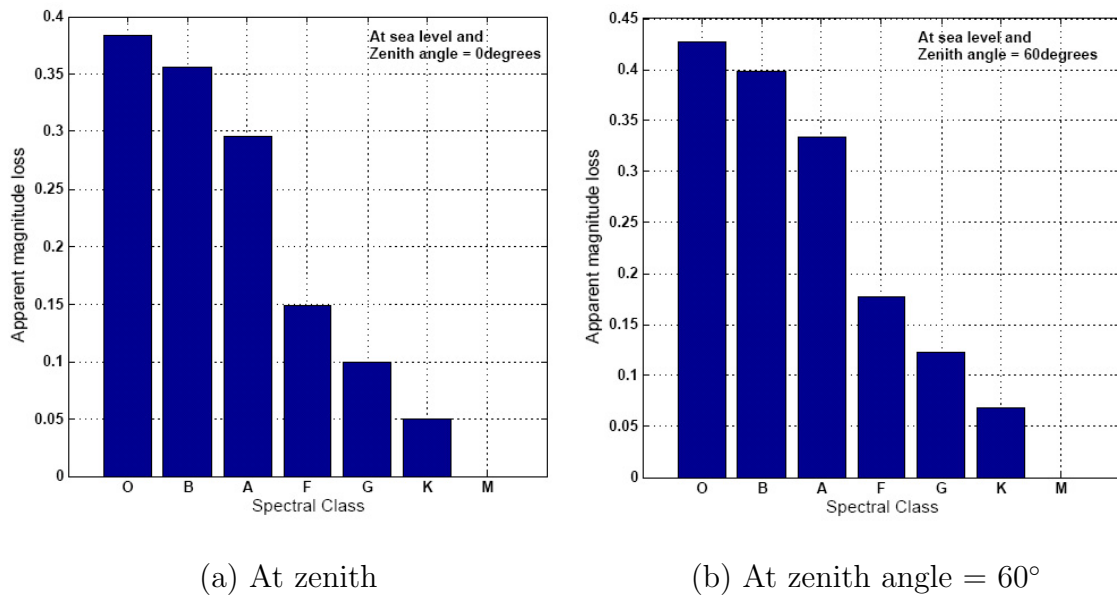 At sea level and
Zenith angle = 0degrees
Apparent magnitude loss
0.4
0.35
0.3
0.25
0.2
0.15
0.1
0.05
0
O B A F G K M
Spectral Class
(a) At zenith
At sea level and
Zenith angle = 60degrees
Apparent magnitude loss
0.45
0.4
0.35
0.3
0.25
0.2
0.15
0.1
0.05
0
O B A F G K M
Spectral Class
(b) At zenith angle = 60°